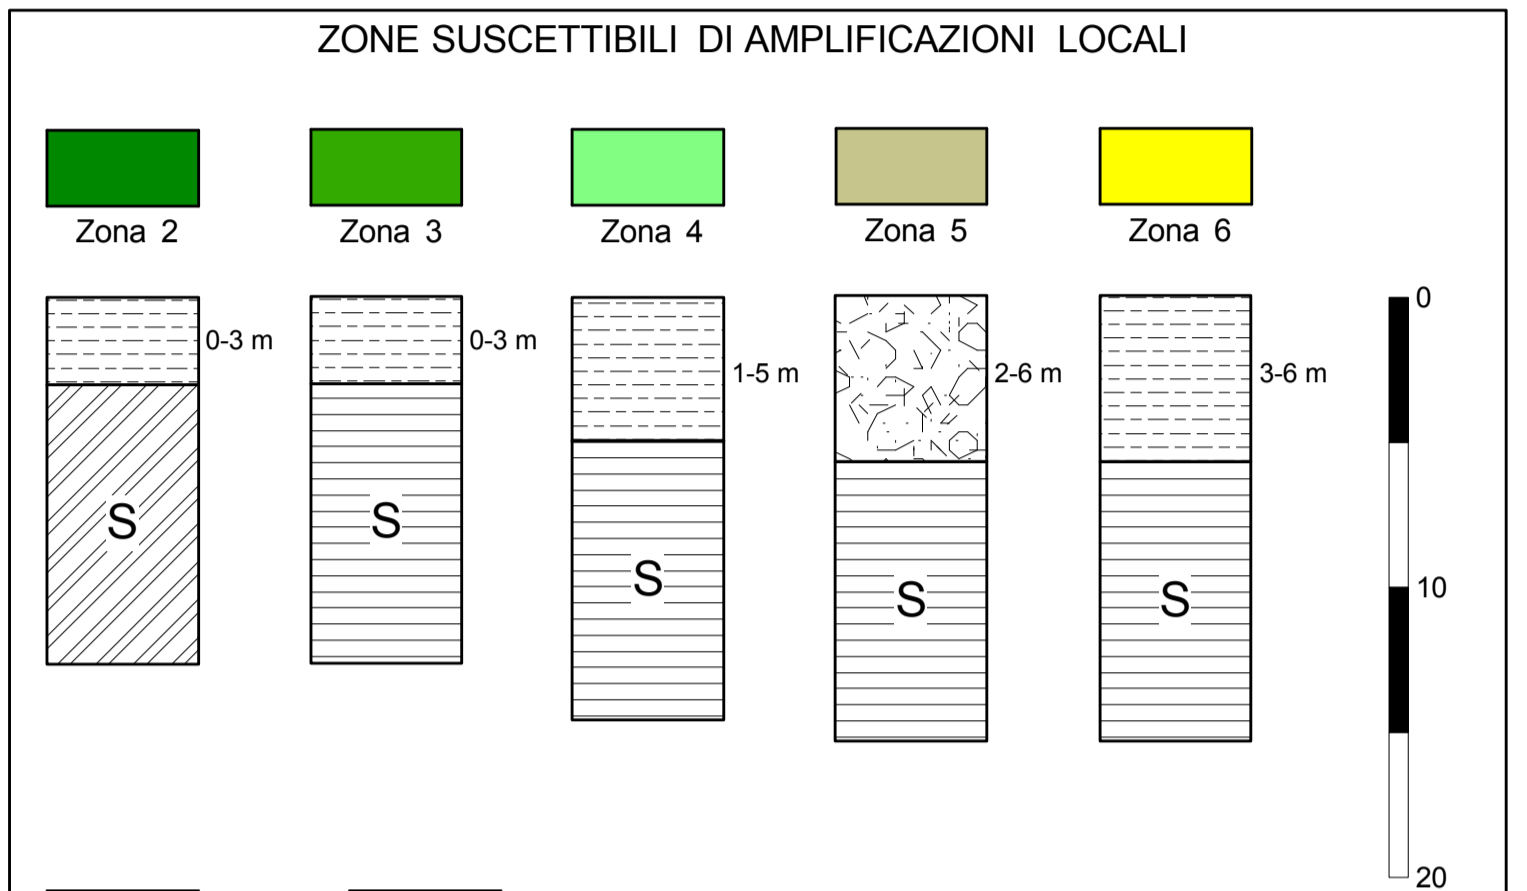 ZONE SUSCETTIBILI DI AMPLIFICAZIONI LOCALI
Zona 2 Zona 3 Zona 4 Zona 5 Zona 6
0-3 m 0-3 m 1-5 m 2-6 m 3-6 m
S S S S S
0
10
20